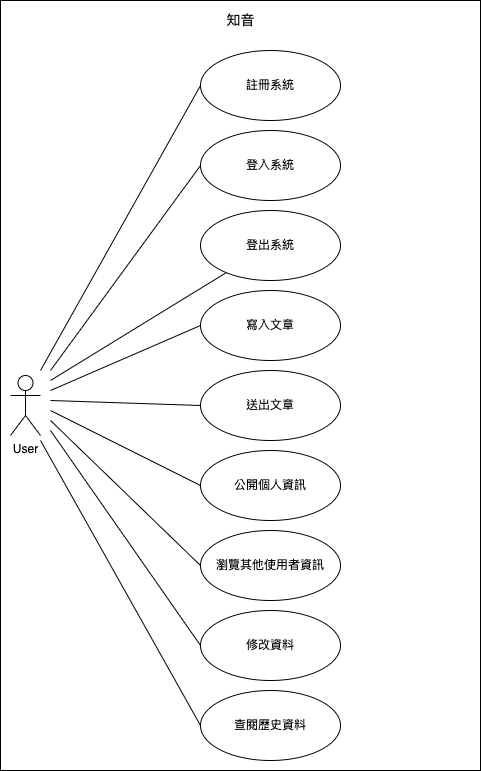 知音
註冊系統
登入系統
登出系統
寫入文章
送出文章
User
公開個人資訊
瀏覽其他使用者資訊
修改資料
查閱歷史資料